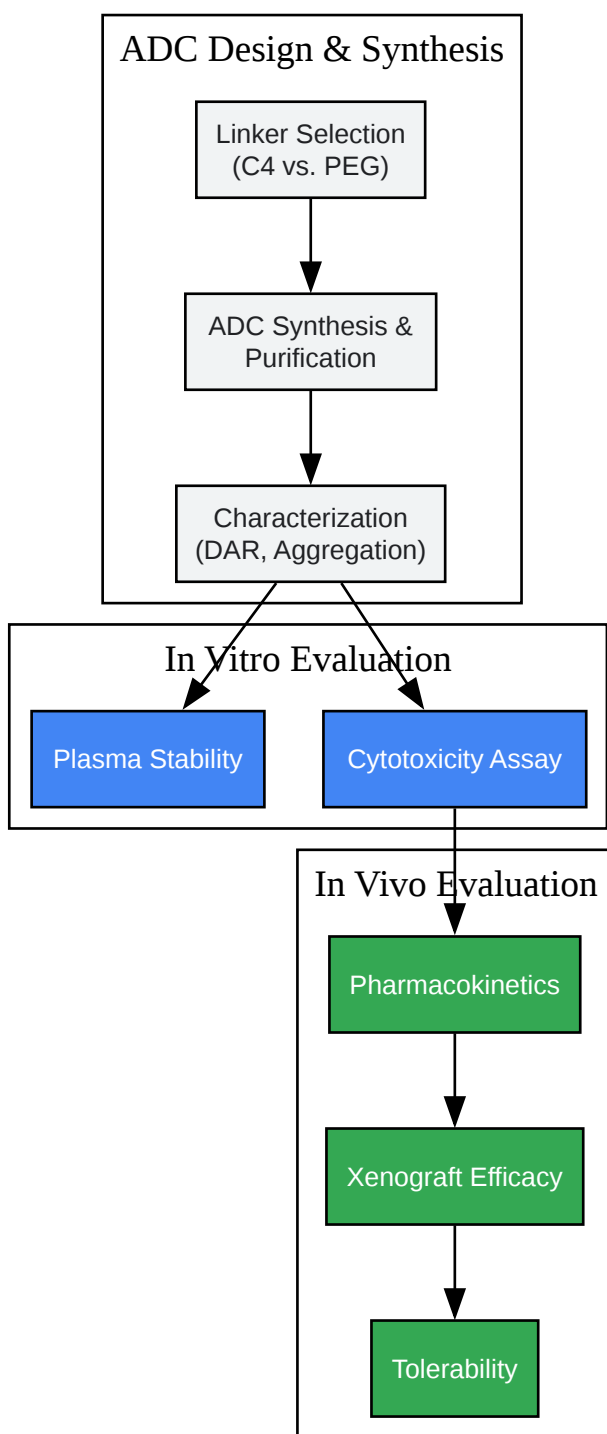 ADC Design & Synthesis
Linker Selection
(C4 vs. PEG)
ADC Synthesis &
Purification
Characterization
(DAR, Aggregation)
In Vitro Evaluation
Plasma Stability
Cytotoxicity Assay
In Vivo Evaluation
Pharmacokinetics
Xenograft Efficacy
Tolerability